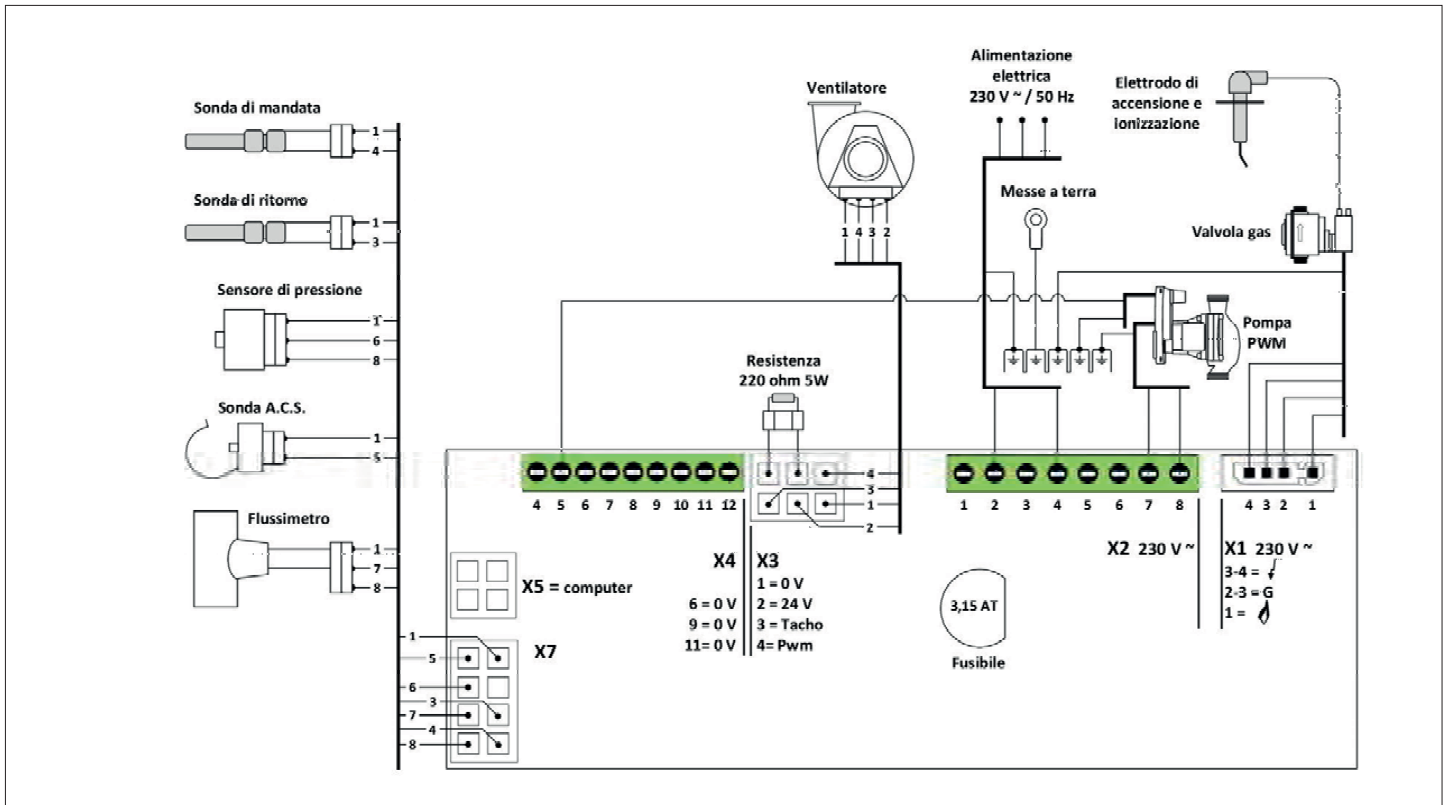 Sonda di mandata
1
4
Sonda di ritorno
1
3
Sensore di pressione
1
6
8
Sonda A.C.S.
1
5
Flussimetro
1
7
8
Ventilatore
1 4 3 2
Alimentazione
elettrica
230 V ~ / 50 Hz
Messe a terra
Elettrodo di
accensione e
ionizzazione
Valvola gas
Pompa
PWM
Resistenza
220 ohm 5W
4
3
1
2
4 5 6 7 8 9 10 11 12
1 2 3 4 5 6 7 8
4 3 2 1
X4
6 = 0 V
9 = 0 V
11= 0 V
X3
1 = 0 V
2 = 24 V
3 = Tacho
4= Pwm
X5 = computer
X7
1
5
6
3
7
4
8
3,15 AT
Fusibile
X2 230 V ~
X1 230 V ~
3-4 =
2-3 = G
1 =